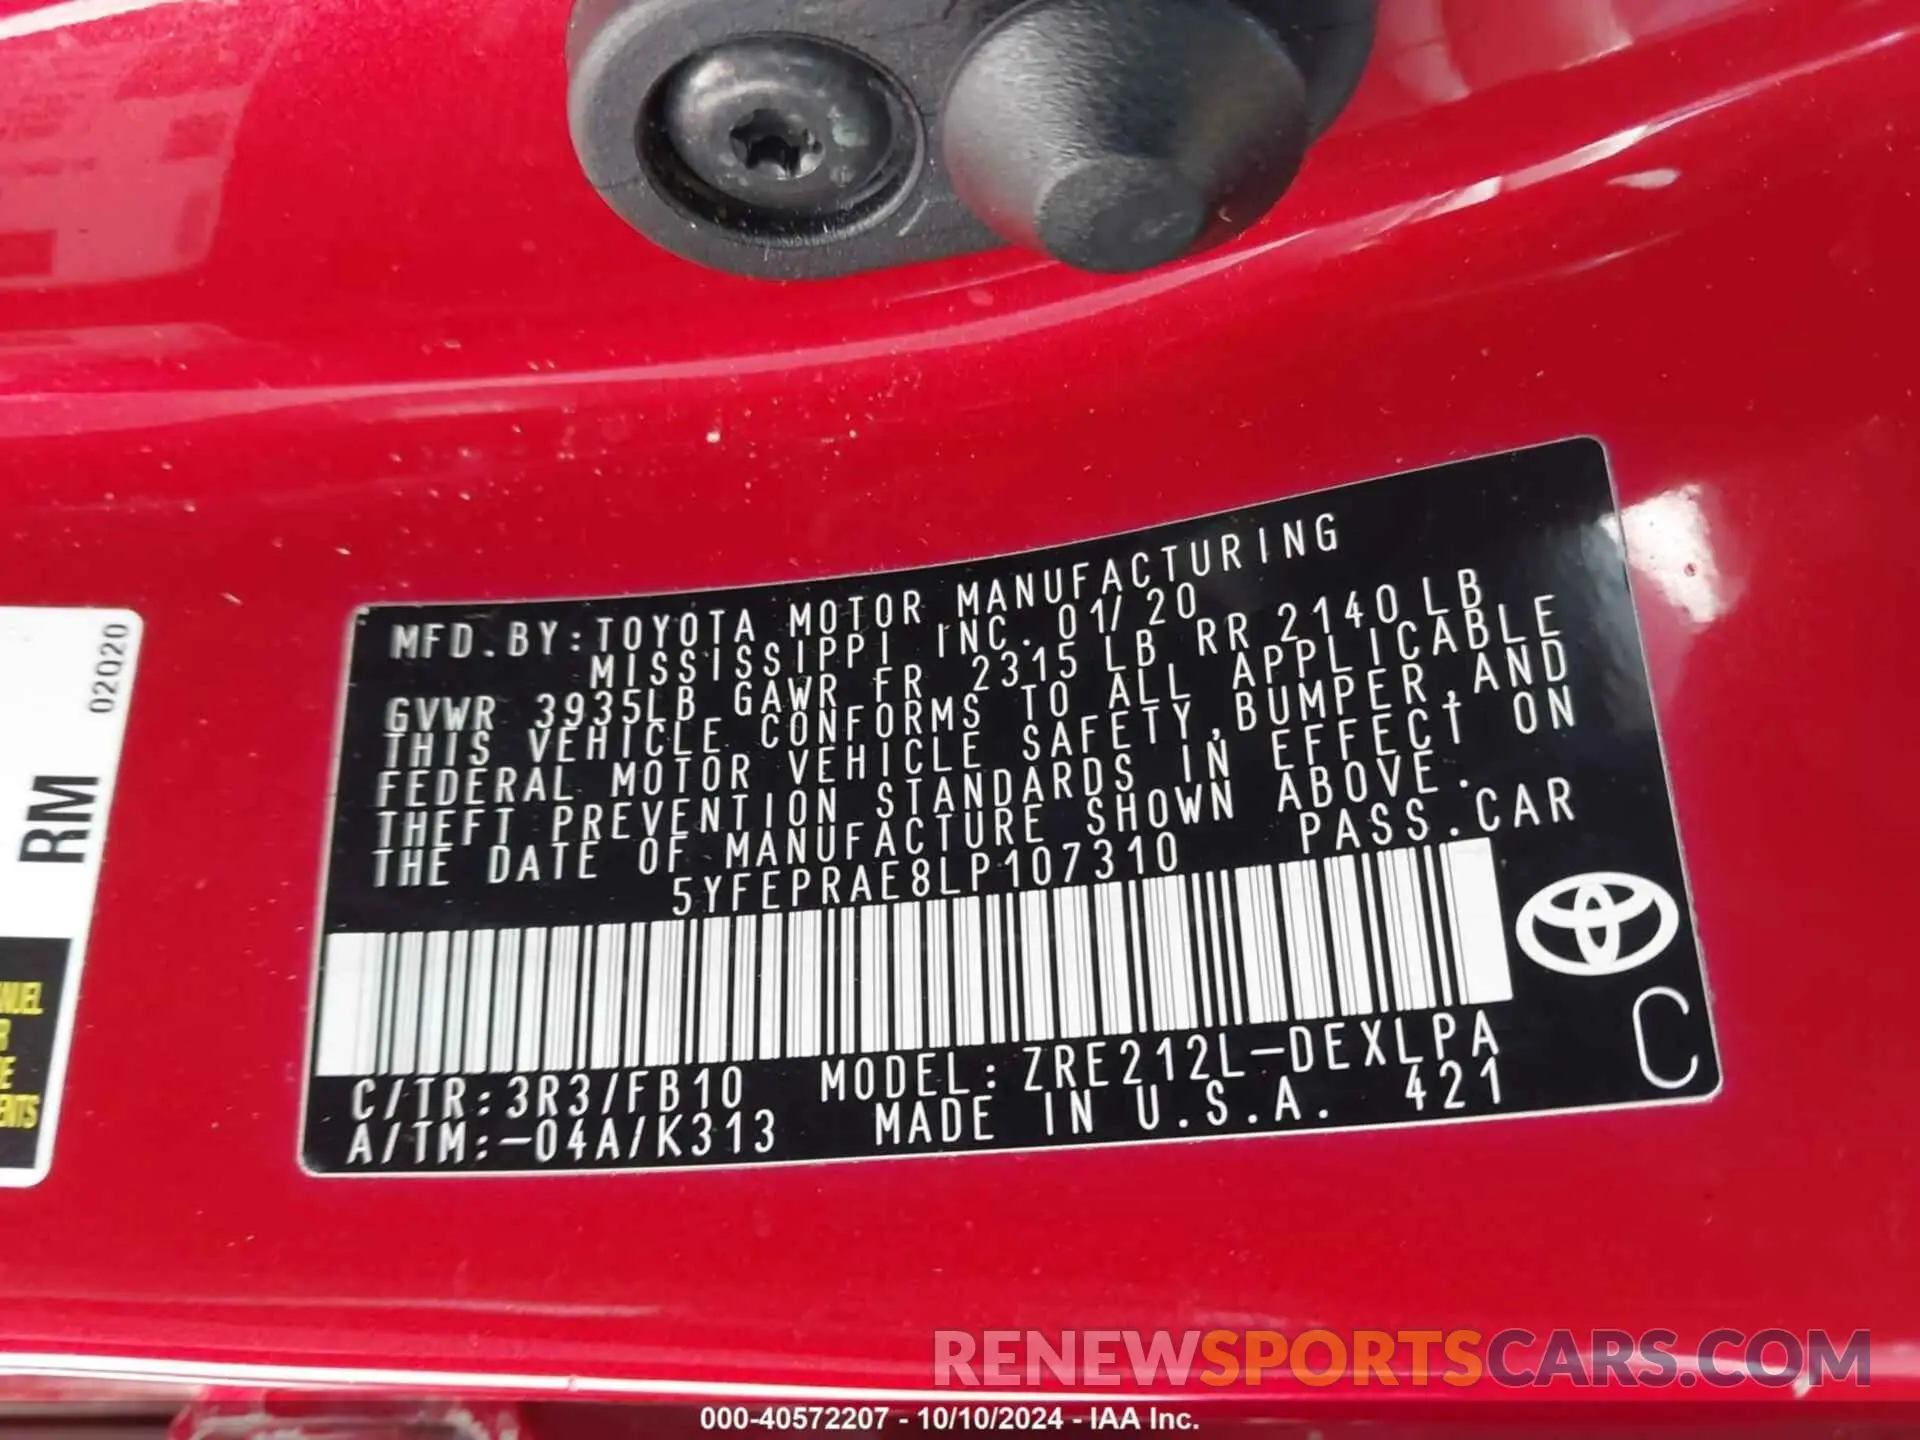 MFD.BY:TOYOTA MOTOR MANUFACTURING
MISSISSIPPI INC. 01/20
GVWR 3935LB GAWR FR 2315 LB RR 2140LB
THIS VEHICLE CONFORMS TO ALL APPLICABLE
FEDERAL MOTOR VEHICLE SAFETY,BUMPER,AND
THEFT PREVENTION STANDARDS IN EFFECT ON
THE DATE OF MANUFACTURE SHOWN ABOVE.
5YFEPRAE8LP107310 PASS.CAR
C/TR:3R3/FB10 MODEL:ZRE212L-DEXLPA
A/TM:-04A/K313 MADE IN U.S.A. 421
C
02020
RM
RENEWSPORTSCARS.COM
000-40572207 - 10/10/2024 - IAA Inc.